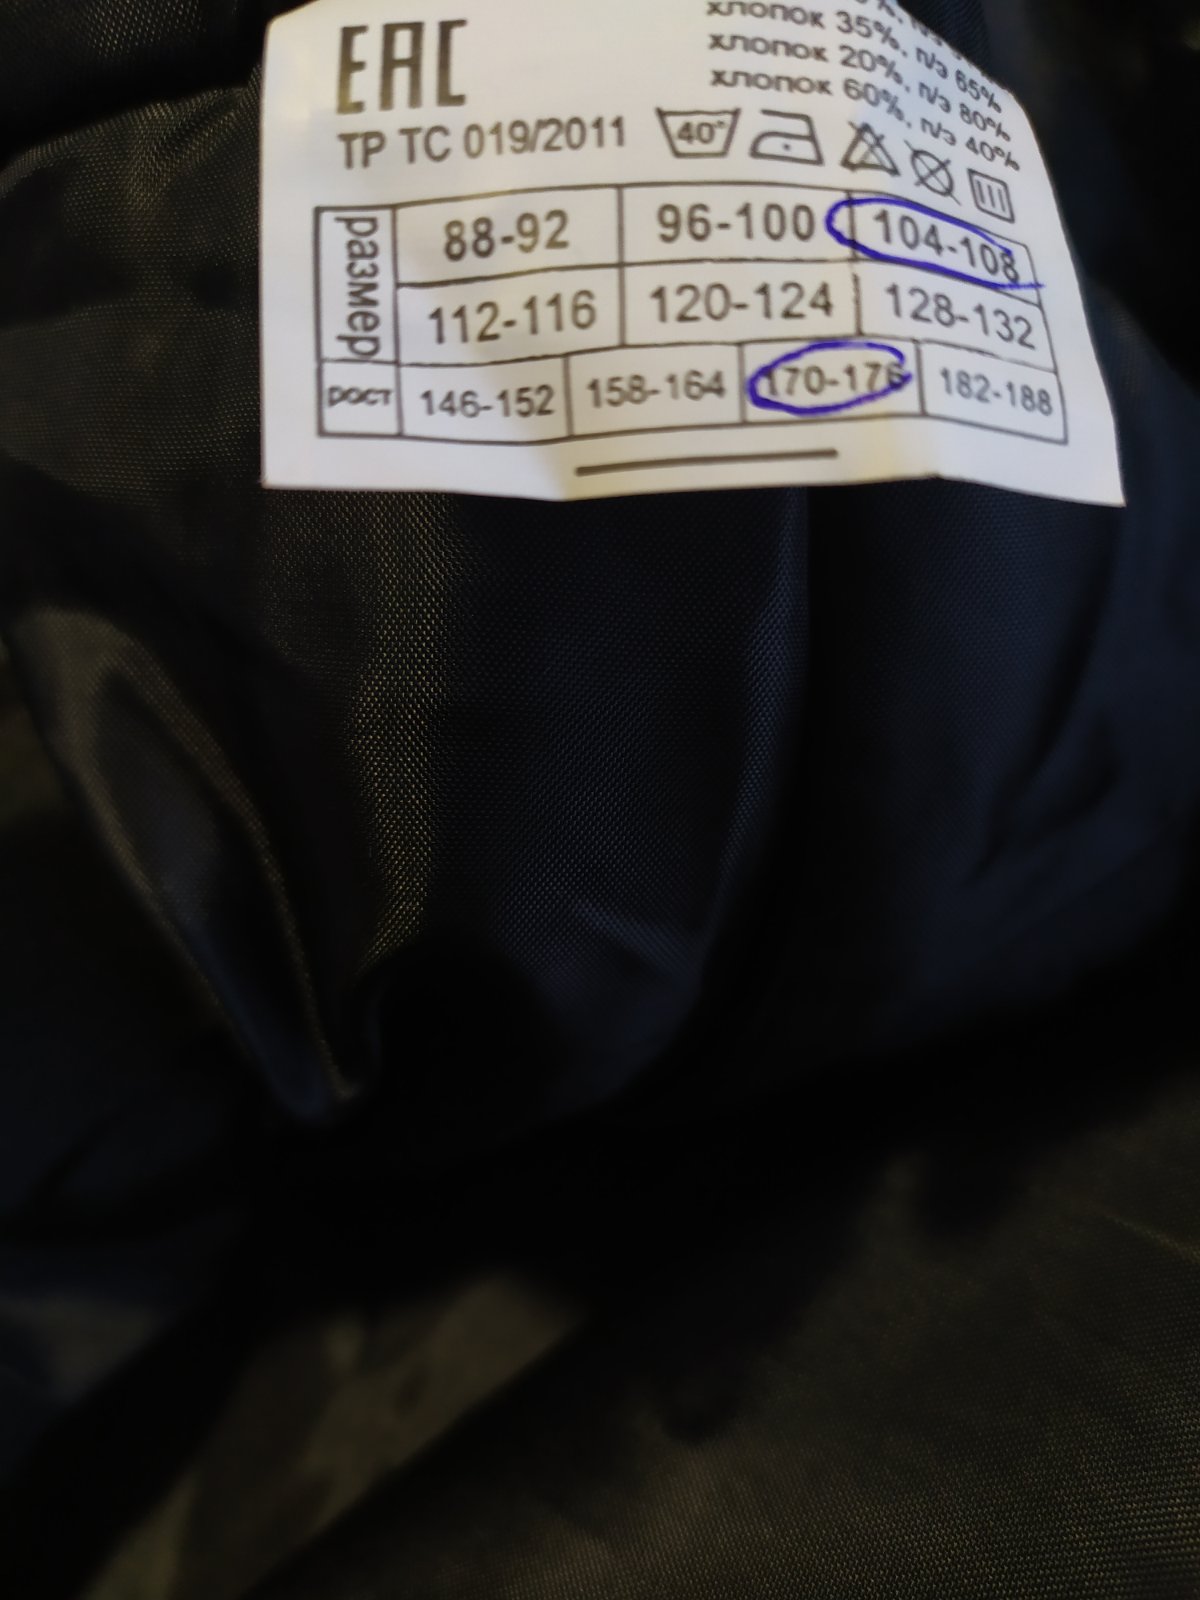 хлопок 35%, п/э 65%
хлопок 20%, п/э 80%
хлопок 60%, п/э 40%
EAC
ТР ТС 019/2011
40°
размер
88-92 96-100 104-108
112-116 120-124 128-132
рост 146-152 158-164 170-176 182-188